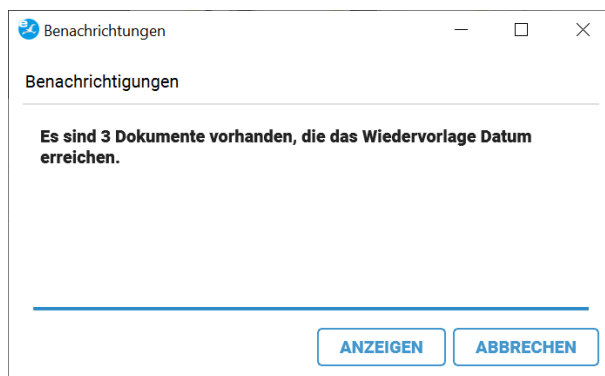 Benachrichtungen
Benachrichtigungen
Es sind 3 Dokumente vorhanden, die das Wiedervorlage Datum
erreichen.
ANZEIGEN ABBRECHEN